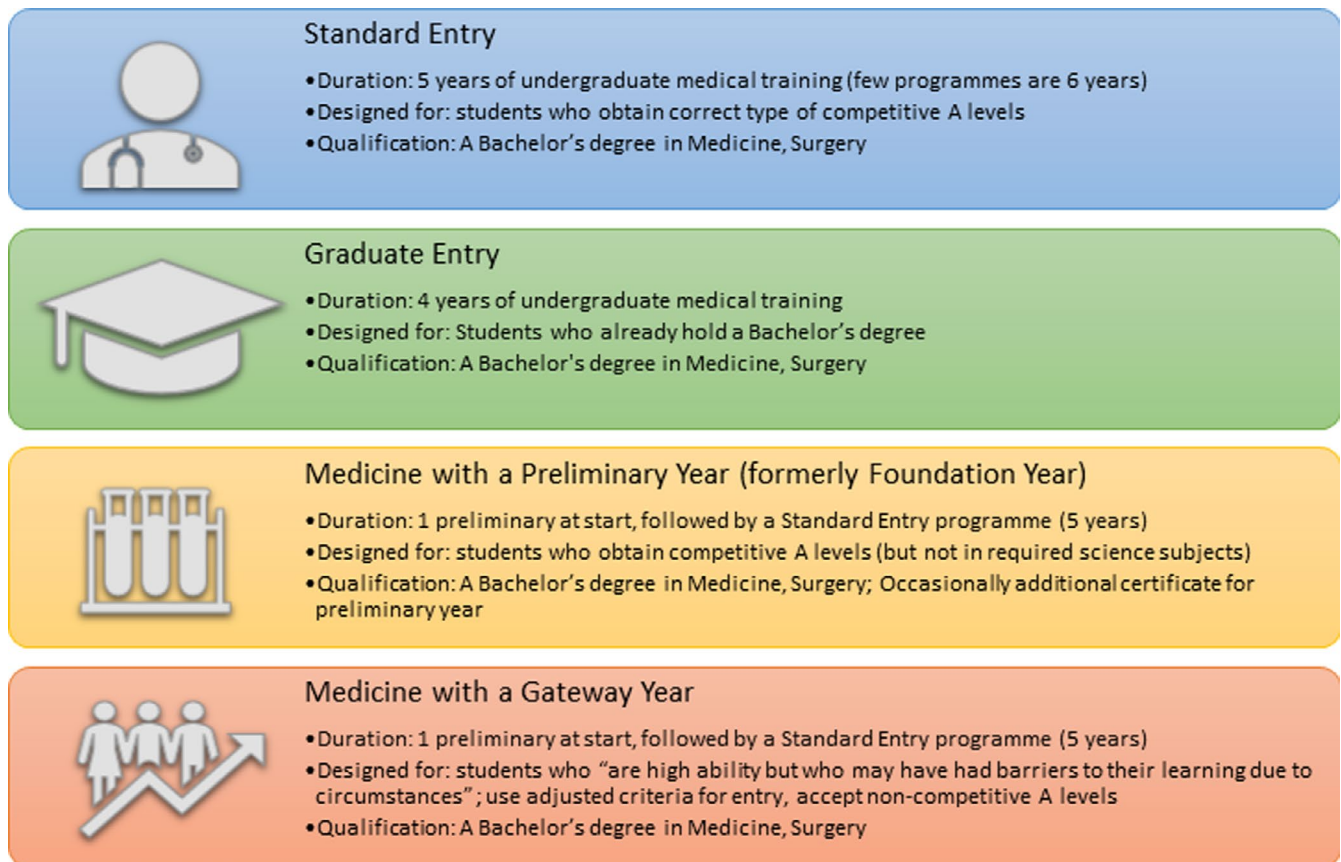 Standard Entry
•Duration: 5 years of undergraduate medical training (few programmes are 6 years)
•Designed for: students who obtain correct type of competitive A levels
•Qualification: A Bachelor’s degree in Medicine, Surgery
Graduate Entry
•Duration: 4 years of undergraduate medical training
•Designed for: Students who already hold a Bachelor’s degree
•Qualification: A Bachelor's degree in Medicine, Surgery
Medicine with a Preliminary Year (formerly Foundation Year)
•Duration: 1 preliminary at start, followed by a Standard Entry programme (5 years)
•Designed for: students who obtain competitive A levels (but not in required science subjects)
•Qualification: A Bachelor’s degree in Medicine, Surgery; Occasionally additional certificate for
preliminary year
Medicine with a Gateway Year
•Duration: 1 preliminary at start, followed by a Standard Entry programme (5 years)
•Designed for: students who “are high ability but who may have had barriers to their learning due to
circumstances”; use adjusted criteria for entry, accept non-competitive A levels
•Qualification: A Bachelor’s degree in Medicine, Surgery